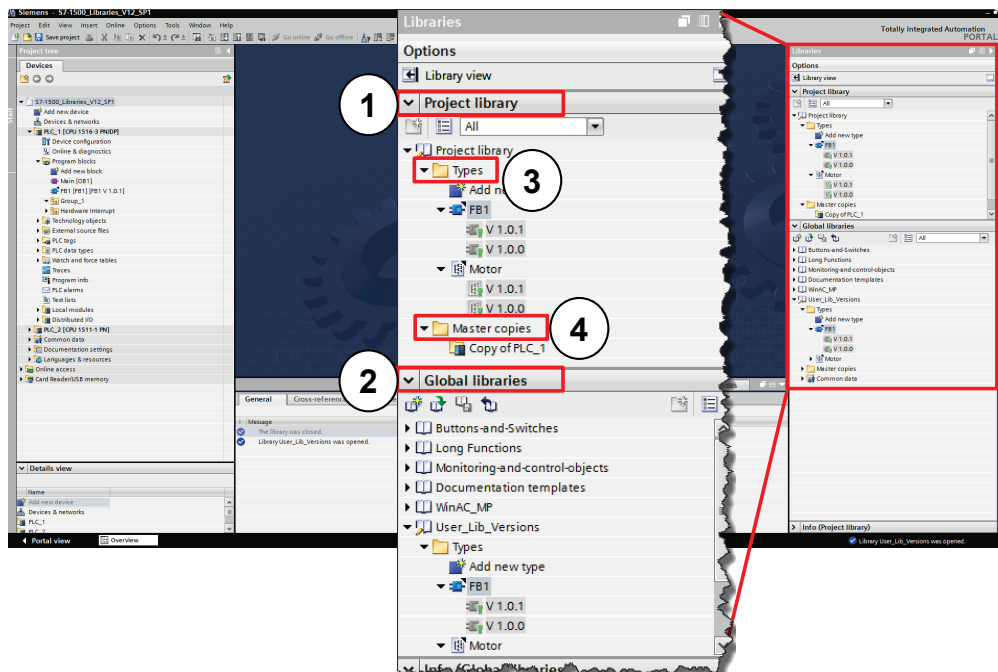 Siemens - S7-1500_Libraries_V12_SP1
Project Edit View Insert Online Options Tools Window Help
Save project
Go online
Go offline
Totally Integrated Automation
PORTAL
Project tree
Devices
S7-1500_Libraries_V12_SP1
Add new device
Devices & networks
PLC_1 [CPU 1516-3 PN/DP]
Device configuration
Online & diagnostics
Program blocks
Add new block
Main [OB1]
FB1 [FB1] [FB1 V 1.0.1]
Group_1
Hardware Interrupt
Technology objects
External source files
PLC tags
PLC data types
Watch and force tables
Traces
Program info
PLC alarms
Text lists
Local modules
Distributed I/O
PLC_2 [CPU 1511-1 PN]
Common data
Documentation settings
Languages & resources
Online access
Card Reader/USB memory
Details view
Name
Add new device
Devices & networks
PLC_1
PLC_2
Portal view
Overview
Start
General
Cross-reference
Message
The library was closed.
Library User_Lib_Versions was opened.
Libraries
Options
Library view
1
Project library
All
Project library
Types
3
Add ne
FB1
V 1.0.1
V 1.0.0
Motor
V 1.0.1
V 1.0.0
Master copies
4
Copy of PLC_1
2
Global libraries
Buttons-and-Switches
Long Functions
Monitoring-and-control-objects
Documentation templates
WinAC_MP
User_Lib_Versions
Types
Add new type
FB1
V 1.0.1
V 1.0.0
Motor
Info (Global libraries)
Libraries
Options
Library view
Project library
All
Project library
Types
Add new type
FB1
V 1.0.1
V 1.0.0
Motor
V 1.0.1
V 1.0.0
Master copies
Copy of PLC_1
Global libraries
All
Buttons-and-Switches
Long Functions
Monitoring-and-control-objects
Documentation templates
WinAC_MP
User_Lib_Versions
Types
Add new type
FB1
V 1.0.1
V 1.0.0
Motor
Master copies
Common data
Info (Project library)
Library User_Lib_Versions was opened.